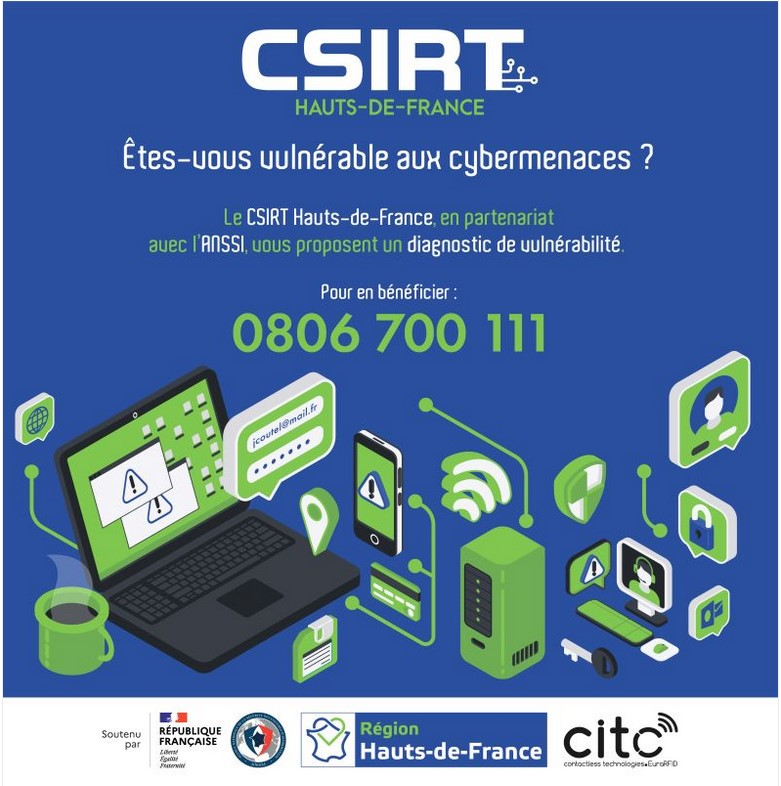 CSIRT
HAUTS-DE-FRANCE
Êtes-vous vulnérable aux cybermenaces ?
Le CSIRT Hauts-de-France, en partenariat
avec l'ANSSI, vous proposent un diagnostic de vulnérabilité.
Pour en bénéficier :
0806 700 111
jcoutel@mail.fr
Soutenu
par
RÉPUBLIQUE
FRANÇAISE
Liberté
Égalité
Fraternité
Région
Hauts-de-France
citc
contactless technologies•EuraRFID